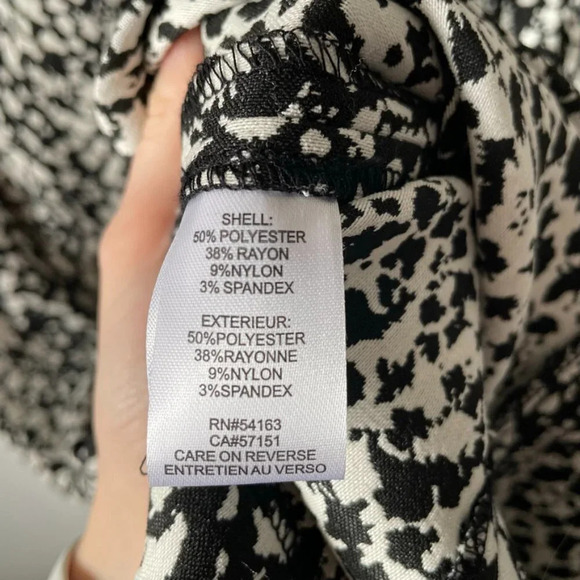 SHELL:
50% POLYESTER
38% RAYON
9%NYLON
3% SPANDEX
EXTERIEUR:
50%POLYESTER
38%RAYONNE
9%NYLON
3%SPANDEX
RN#54163
CA#57151
CARE ON REVERSE
ENTRETIEN AU VERSO